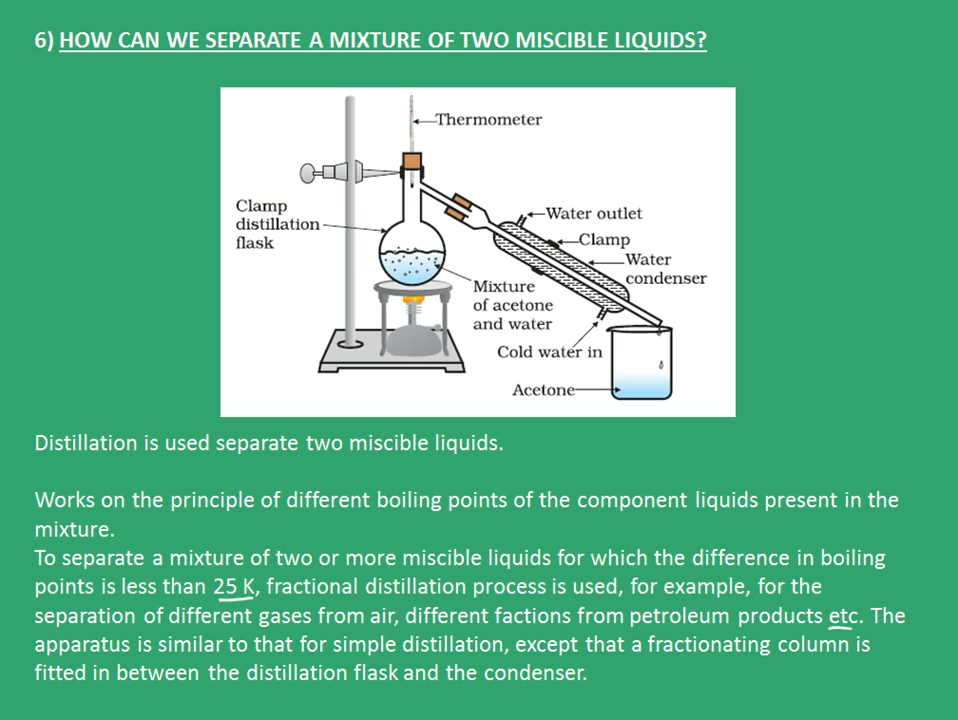 6) HOW CAN WE SEPARATE A MIXTURE OF TWO MISCIBLE LIQUIDS?
Thermometer
Clamp
distillation
flask
Water outlet
Clamp
Water
condenser
Mixture
of acetone
and water
Cold water in
Acetone
Distillation is used separate two miscible liquids.
Works on the principle of different boiling points of the component liquids present in the
mixture.
To separate a mixture of two or more miscible liquids for which the difference in boiling
points is less than 25 K, fractional distillation process is used, for example, for the
separation of different gases from air, different factions from petroleum products etc. The
apparatus is similar to that for simple distillation, except that a fractionating column is
fitted in between the distillation flask and the condenser.